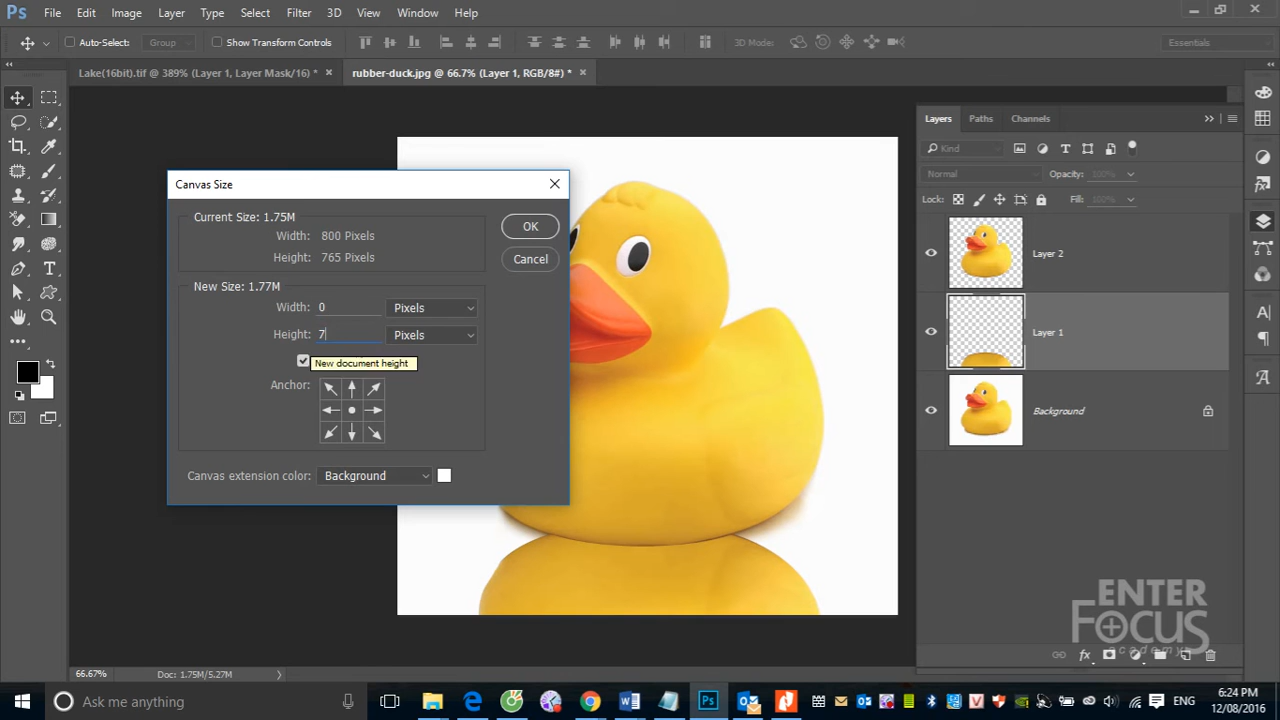 Ps File Edit Image Layer Type Select Filter 3D View Window Help
Auto-Select: Group Show Transform Controls 3D Mode: Essentials
Lake(16bit).tif @ 389% (Layer 1, Layer Mask/16) * × rubber-duck.jpg @ 66.7% (Layer 1, RGB/8#) * ×
Layers Paths Channels
Kind
Normal Opacity: 100%
Lock: Fill: 100%
Layer 2
Layer 1
Background
Canvas Size
Current Size: 1.75M
Width: 800 Pixels
Height: 765 Pixels
OK
Cancel
New Size: 1.77M
Width: 0 Pixels
Height: 7 Pixels
New document height
Anchor:
Canvas extension color: Background
ENTER
FOCUS
academy
fx
66.67% Doc: 1.75M/5.27M
Ask me anything
ENG
6:24 PM
12/08/2016